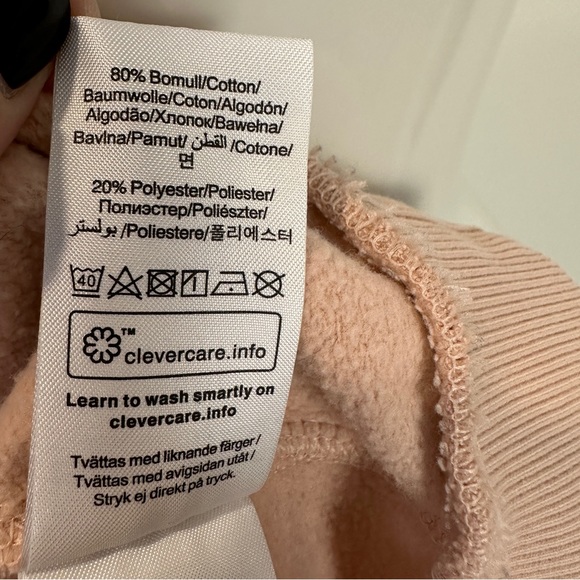 80% Bomull/Cotton/
Baumwolle/Coton/Algodón/
Algodão/Хлопок/Bawełna/
Bavlna/Pamut/ القطن /Cotone/
면
20% Polyester/Poliester/
Полиэстер/Poliészter/
بولستر /Poliestere/폴리에스터
40
™
clevercare.info
Learn to wash smartly on
clevercare.info
Tvättas med liknande färger /
Tvättas med avigsidan utåt /
Stryk ej direkt på tryck.